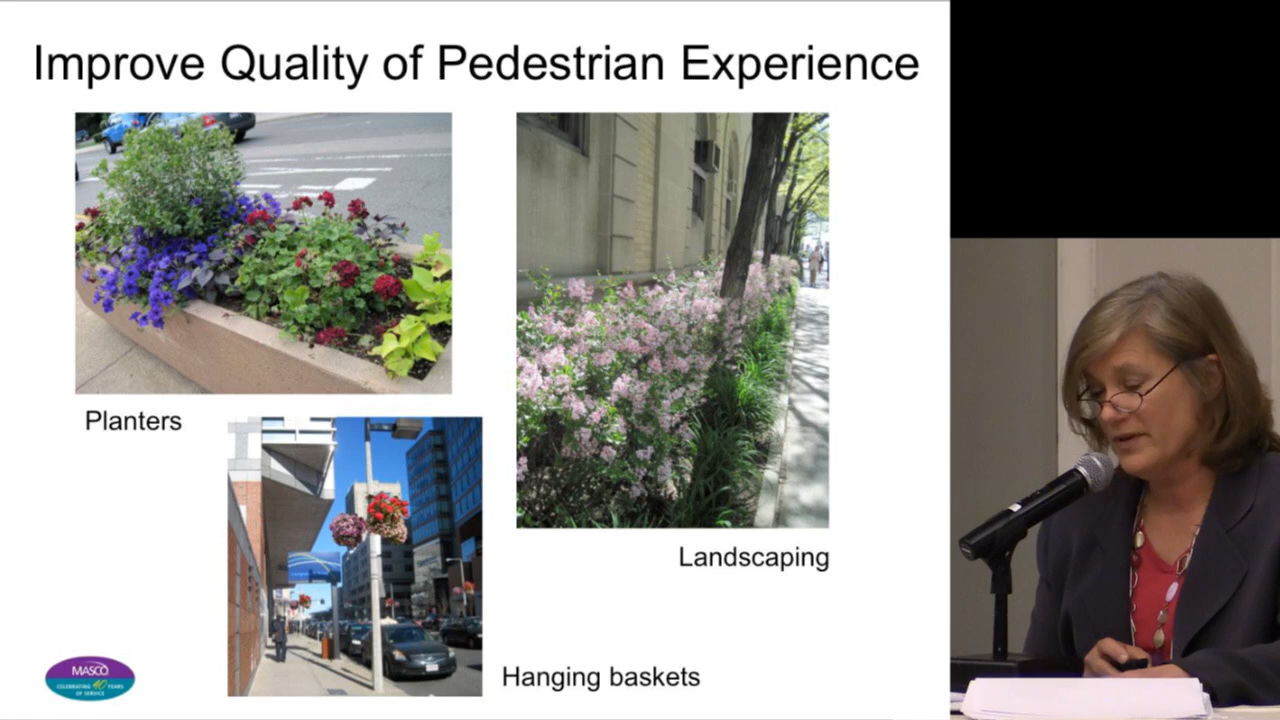 Improve Quality of Pedestrian Experience
Planters
Landscaping
Hanging baskets
MASCO
CELEBRATING 40 YEARS
OF SERVICE